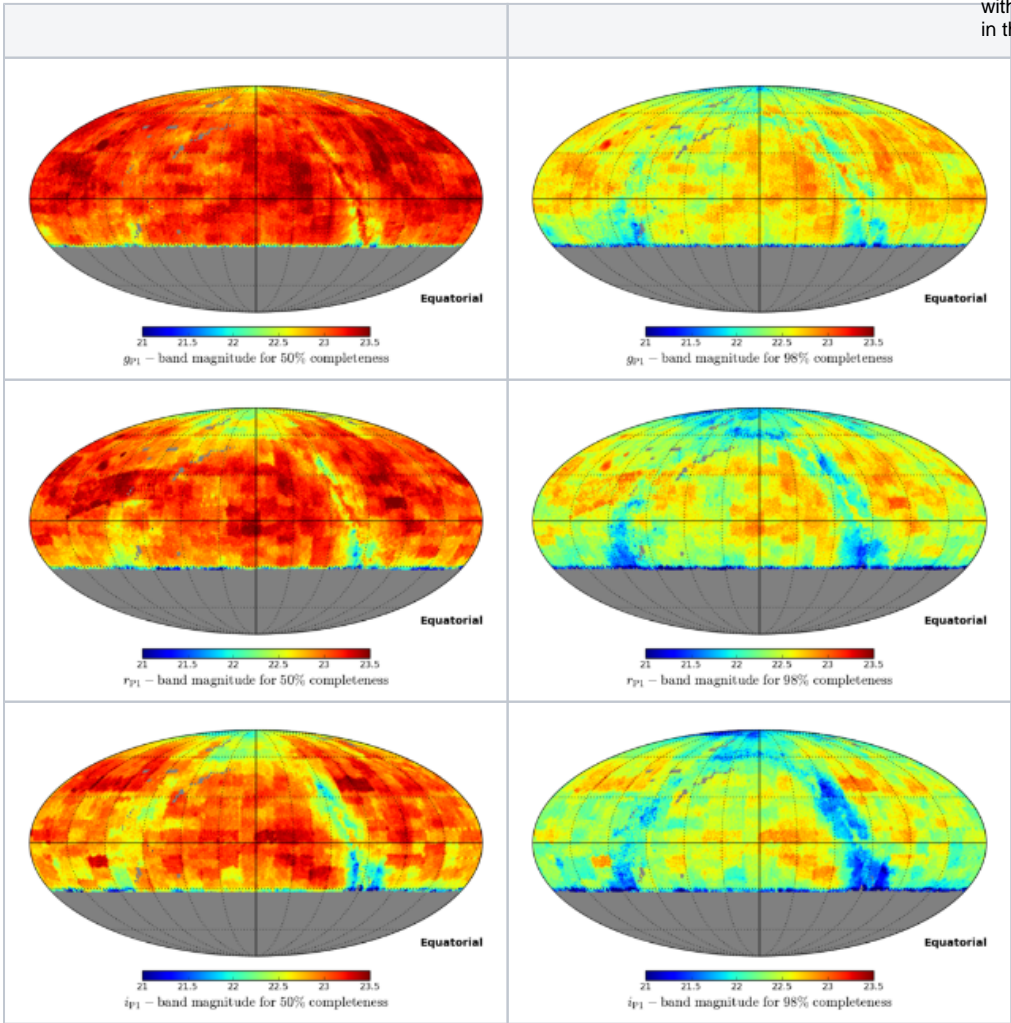 with
in th
Equatorial
21 21.5 22 22.5 23 23.5
gP1 – band magnitude for 50% completeness
Equatorial
21 21.5 22 22.5 23 23.5
gP1 – band magnitude for 98% completeness
Equatorial
21 21.5 22 22.5 23 23.5
rP1 – band magnitude for 50% completeness
Equatorial
21 21.5 22 22.5 23 23.5
rP1 – band magnitude for 98% completeness
Equatorial
21 21.5 22 22.5 23 23.5
iP1 – band magnitude for 50% completeness
Equatorial
21 21.5 22 22.5 23 23.5
iP1 – band magnitude for 98% completeness